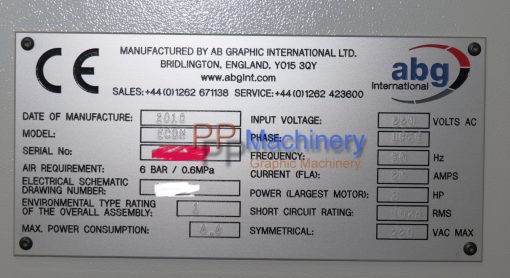 CE
MANUFACTURED BY AB GRAPHIC INTERNATIONAL LTD.
BRIDLINGTON, ENGLAND, YO15 3QY
www.abgint.com
SALES:+44(0)1262 671138 SERVICE:+44(0)1262 423600
abg
international
DATE OF MANUFACTURE: 2010
MODEL: ECON
SERIAL No:
AIR REQUIREMENT: 6 BAR / 0.6MPa
ELECTRICAL SCHEMATIC
DRAWING NUMBER:
ENVIRONMENTAL TYPE RATING
OF THE OVERALL ASSEMBLY: 1
MAX. POWER CONSUMPTION:
INPUT VOLTAGE: VOLTS AC
PHASE:
FREQUENCY: Hz
CURRENT (FLA): AMPS
POWER (LARGEST MOTOR): HP
SHORT CIRCUIT RATING: RMS
SYMMETRICAL: VAC MAX
PP Machinery
Graphic Machinery